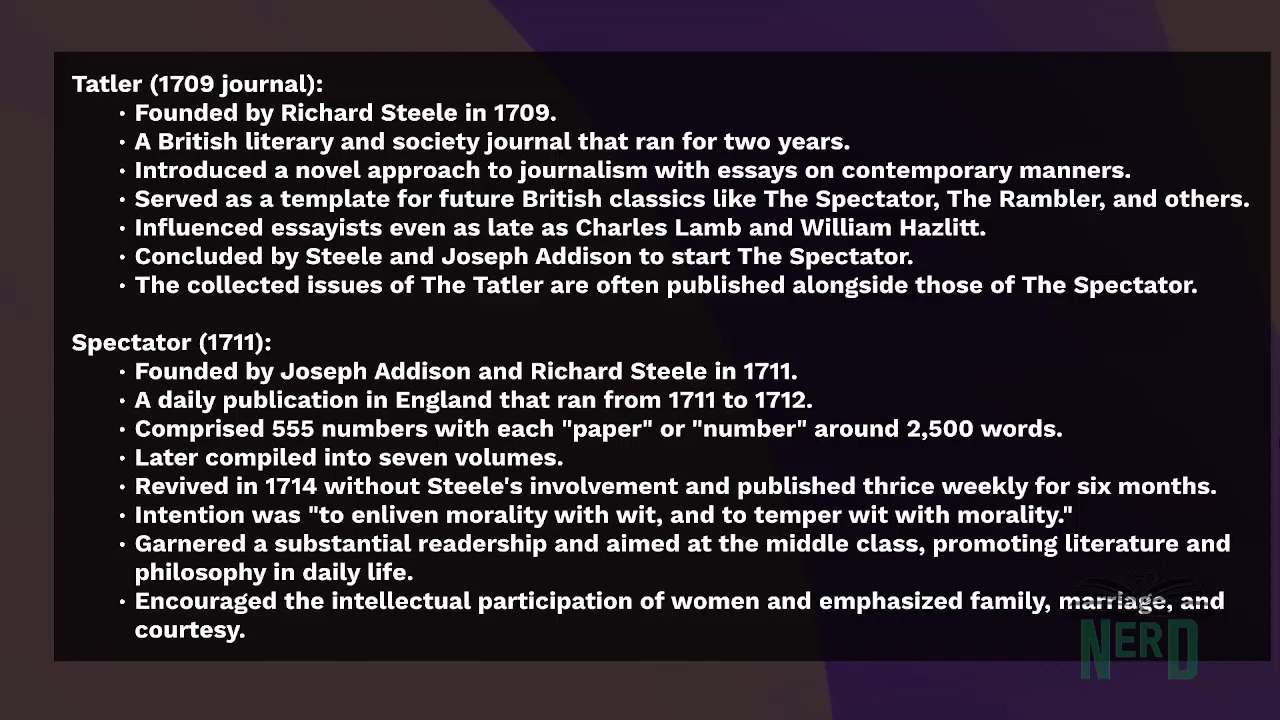 Tatler (1709 journal):
• Founded by Richard Steele in 1709.
• A British literary and society journal that ran for two years.
• Introduced a novel approach to journalism with essays on contemporary manners.
• Served as a template for future British classics like The Spectator, The Rambler, and others.
• Influenced essayists even as late as Charles Lamb and William Hazlitt.
• Concluded by Steele and Joseph Addison to start The Spectator.
• The collected issues of The Tatler are often published alongside those of The Spectator.
Spectator (1711):
• Founded by Joseph Addison and Richard Steele in 1711.
• A daily publication in England that ran from 1711 to 1712.
• Comprised 555 numbers with each "paper" or "number" around 2,500 words.
• Later compiled into seven volumes.
• Revived in 1714 without Steele's involvement and published thrice weekly for six months.
• Intention was "to enliven morality with wit, and to temper wit with morality."
• Garnered a substantial readership and aimed at the middle class, promoting literature and
philosophy in daily life.
• Encouraged the intellectual participation of women and emphasized family, marriage, and
courtesy.
NERD